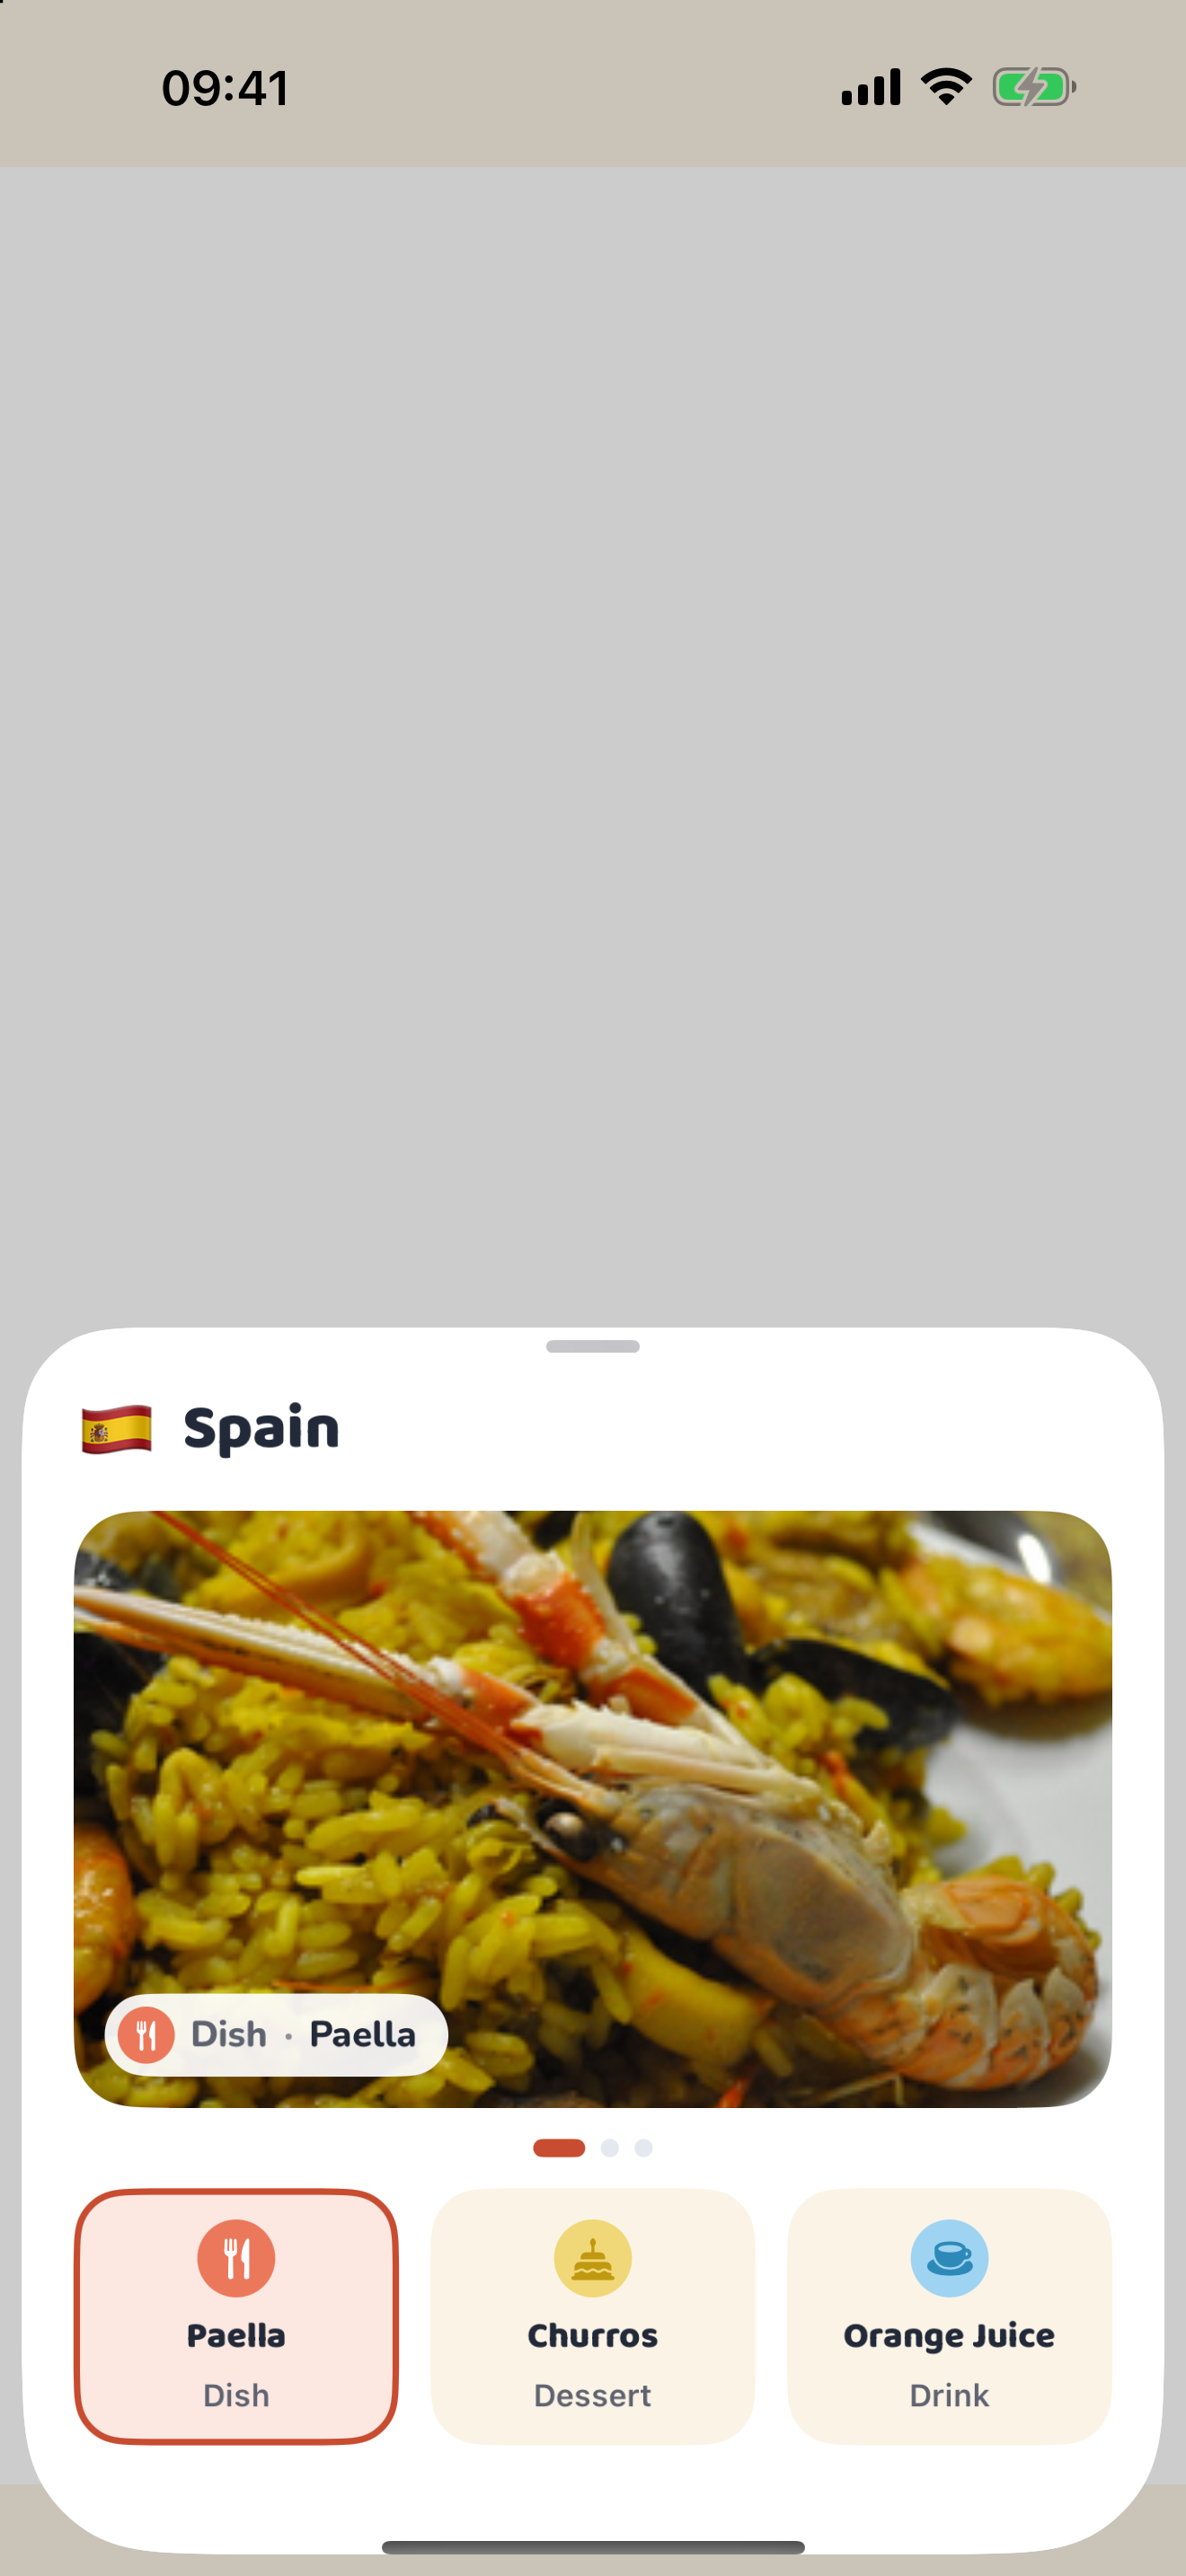 09:41
Spain
Dish · Paella
Paella
Dish
Churros
Dessert
Orange Juice
Drink